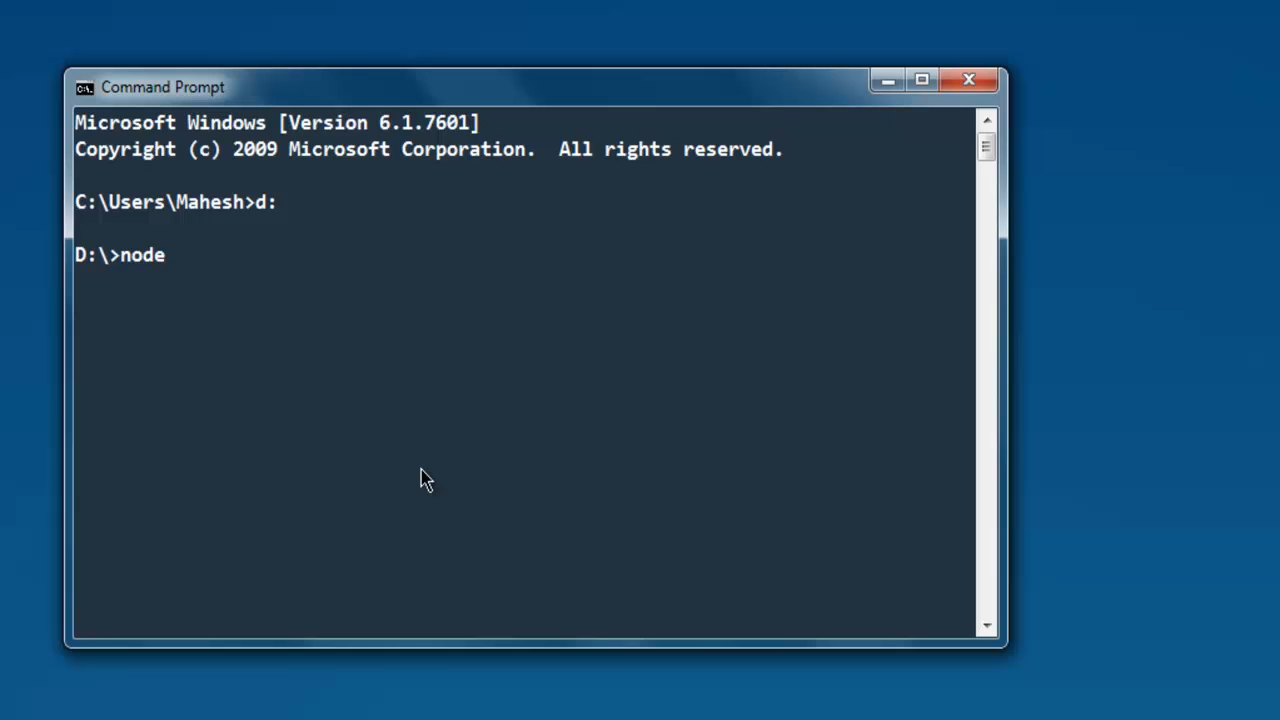 Command Prompt
Microsoft Windows [Version 6.1.7601]
Copyright (c) 2009 Microsoft Corporation.  All rights reserved.
C:\Users\Mahesh>d:
D:\>node